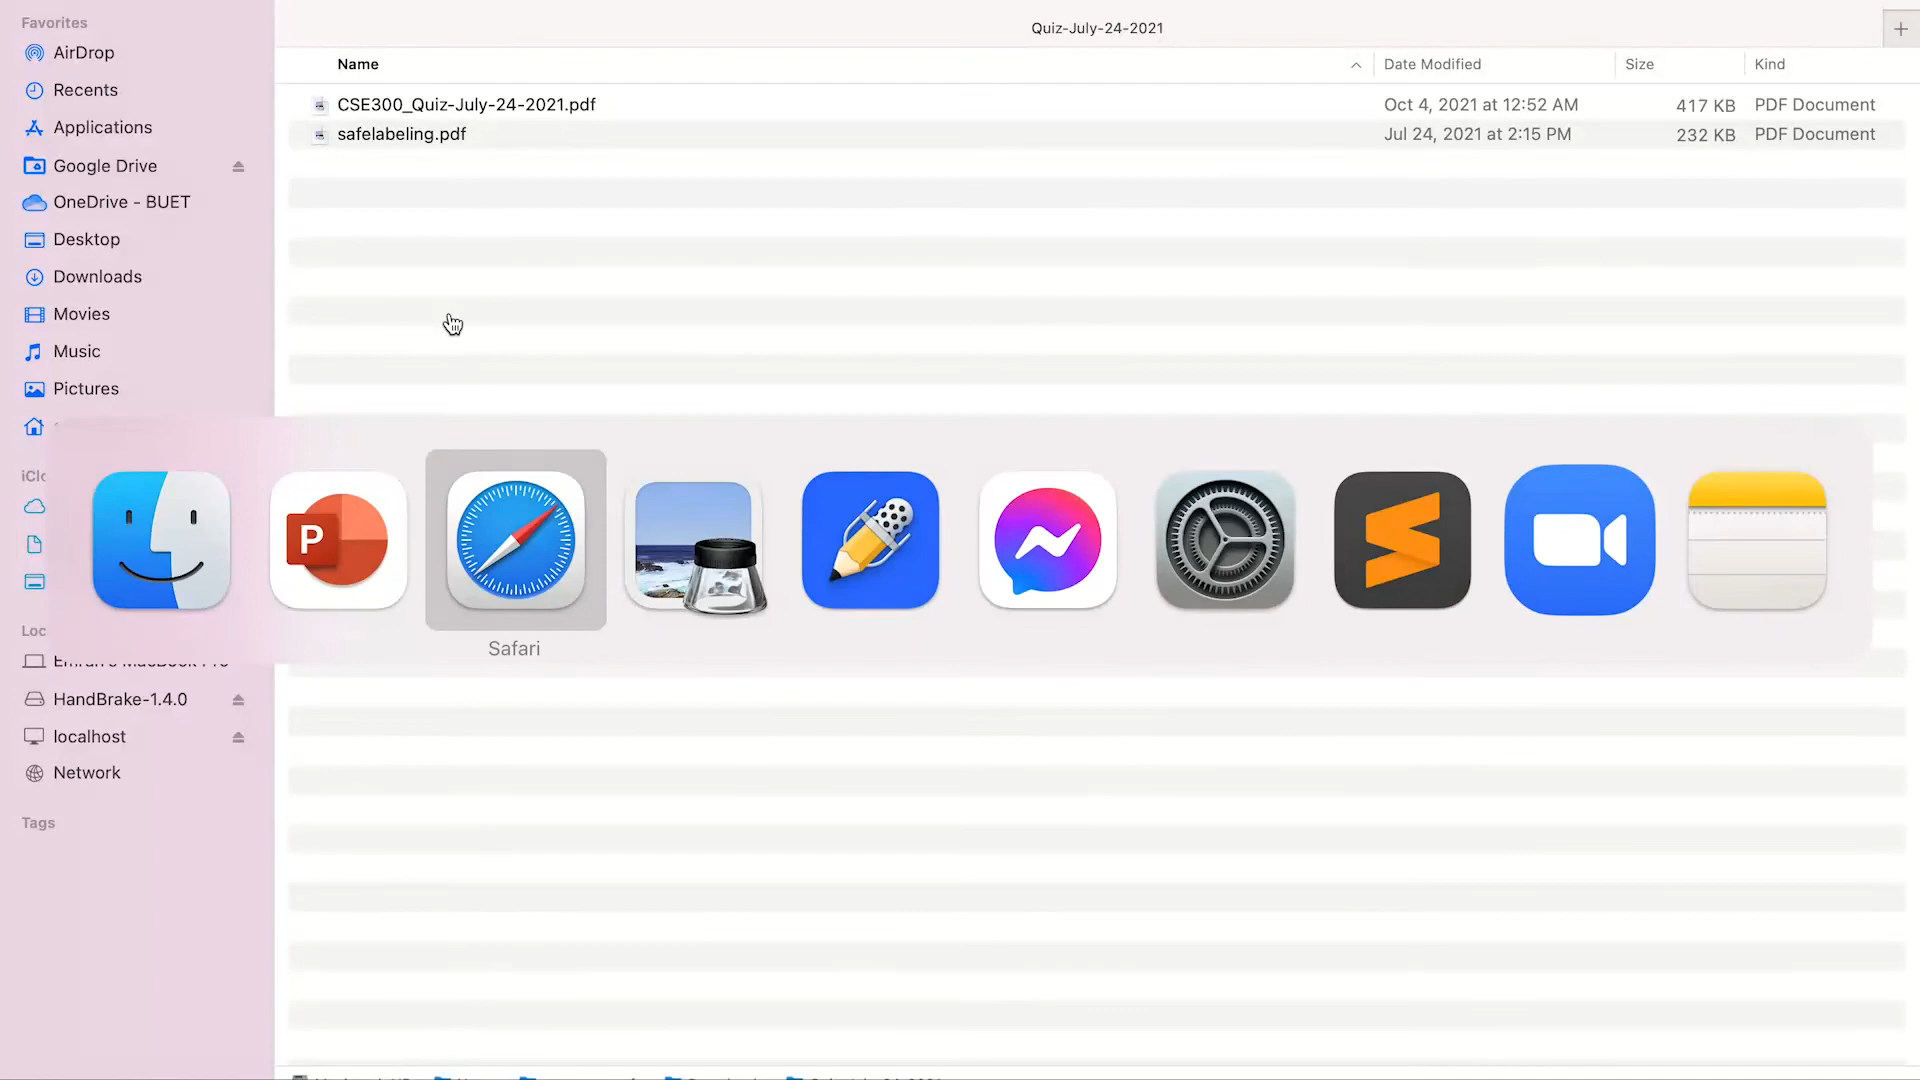 Favorites
AirDrop
Recents
Applications
Google Drive
OneDrive - BUET
Desktop
Downloads
Movies
Music
Pictures
iClo
Loc
HandBrake-1.4.0
localhost
Network
Tags
Quiz-July-24-2021
Name Date Modified Size Kind
CSE300_Quiz-July-24-2021.pdf Oct 4, 2021 at 12:52 AM 417 KB PDF Document
safelabeling.pdf Jul 24, 2021 at 2:15 PM 232 KB PDF Document
P
Safari